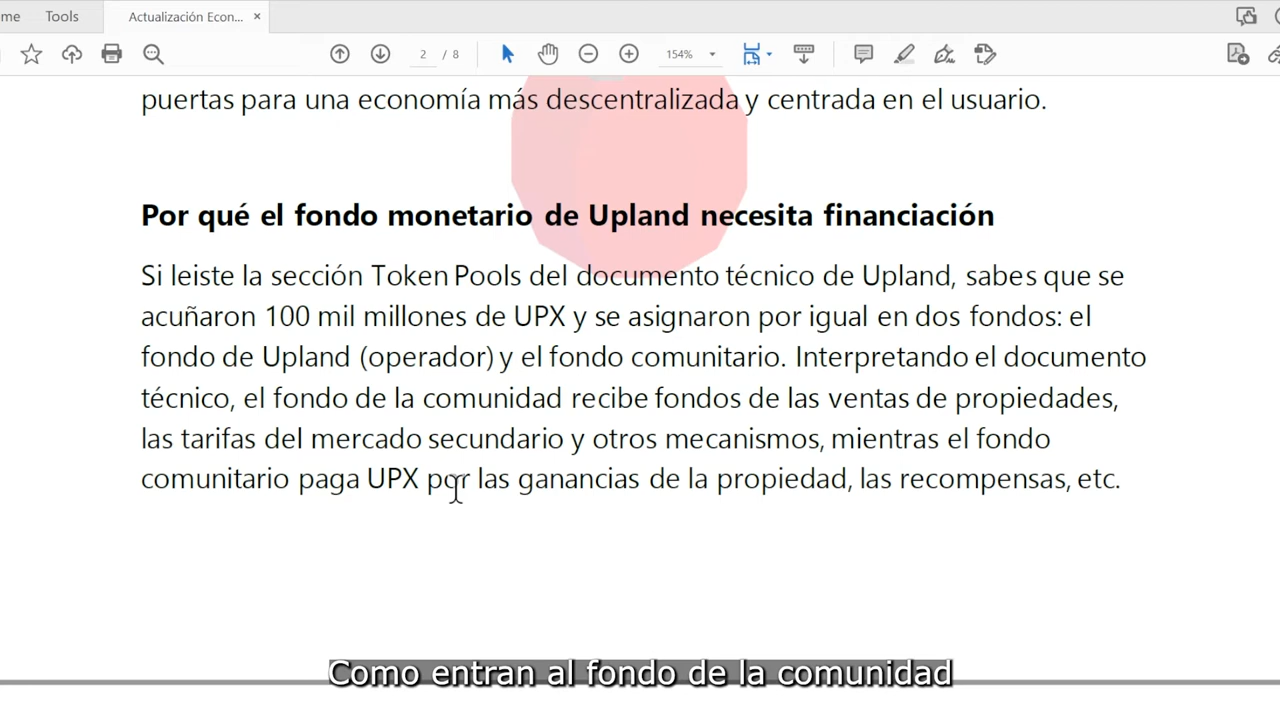 me Tools Actualización Econ... ×
2 / 8 154%
puertas para una economía más descentralizada y centrada en el usuario.
Por qué el fondo monetario de Upland necesita financiación
Si leiste la sección Token Pools del documento técnico de Upland, sabes que se
acuñaron 100 mil millones de UPX y se asignaron por igual en dos fondos: el
fondo de Upland (operador) y el fondo comunitario. Interpretando el documento
técnico, el fondo de la comunidad recibe fondos de las ventas de propiedades,
las tarifas del mercado secundario y otros mecanismos, mientras el fondo
comunitario paga UPX por las ganancias de la propiedad, las recompensas, etc.
Como entran al fondo de la comunidad